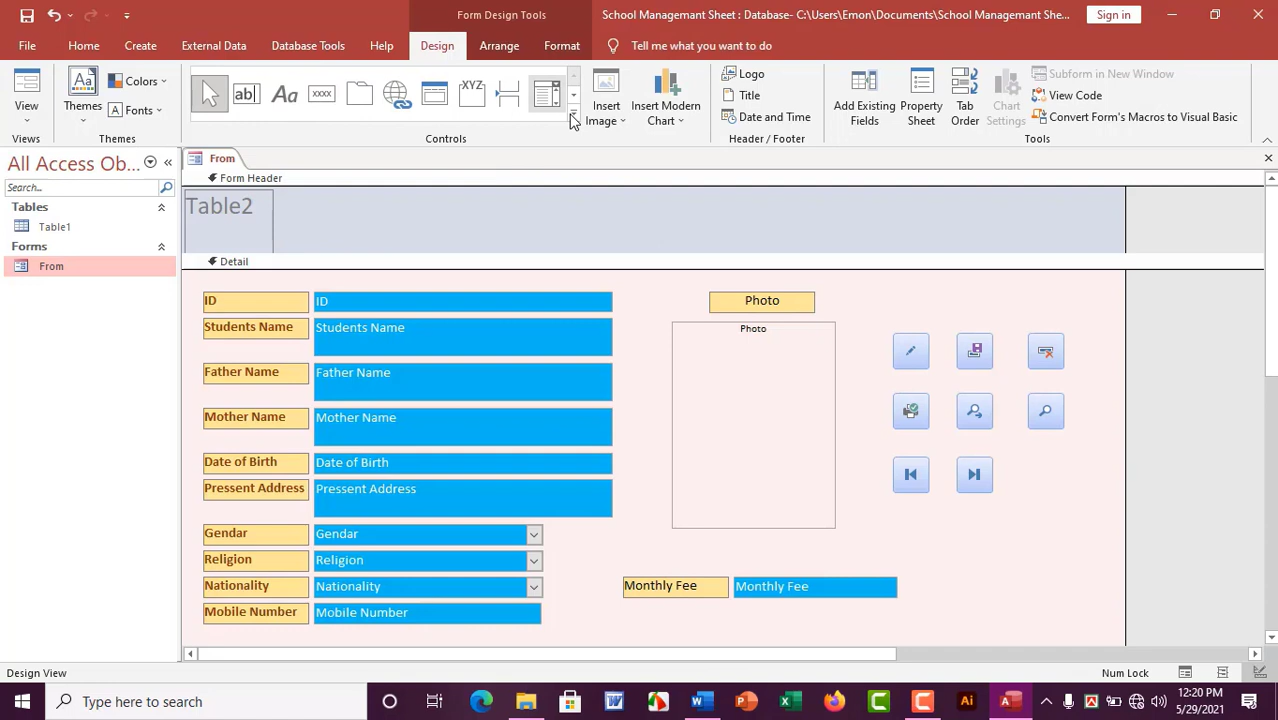 Form Design Tools
School Managemant Sheet : Database- C:\Users\Emon\Documents\School Managemant She...
Sign in
File
Home
Create
External Data
Database Tools
Help
Design
Arrange
Format
Tell me what you want to do
View
Views
Themes
Colors
Fonts
Themes
ab
Aa
xxxx
XYZ
Controls
Insert
Image
Insert Modern
Chart
Logo
Title
Date and Time
Header / Footer
Add Existing
Fields
Property
Sheet
Tab
Order
Chart
Settings
Subform in New Window
View Code
Convert Form's Macros to Visual Basic
Tools
All Access Ob...
Search...
Tables
Table1
Forms
From
From
Form Header
Table2
Detail
ID
ID
Students Name
Students Name
Father Name
Father Name
Mother Name
Mother Name
Date of Birth
Date of Birth
Pressent Address
Pressent Address
Gendar
Gendar
Religion
Religion
Nationality
Nationality
Mobile Number
Mobile Number
Photo
Photo
Monthly Fee
Monthly Fee
Design View
Num Lock
Type here to search
12:20 PM
5/29/2021